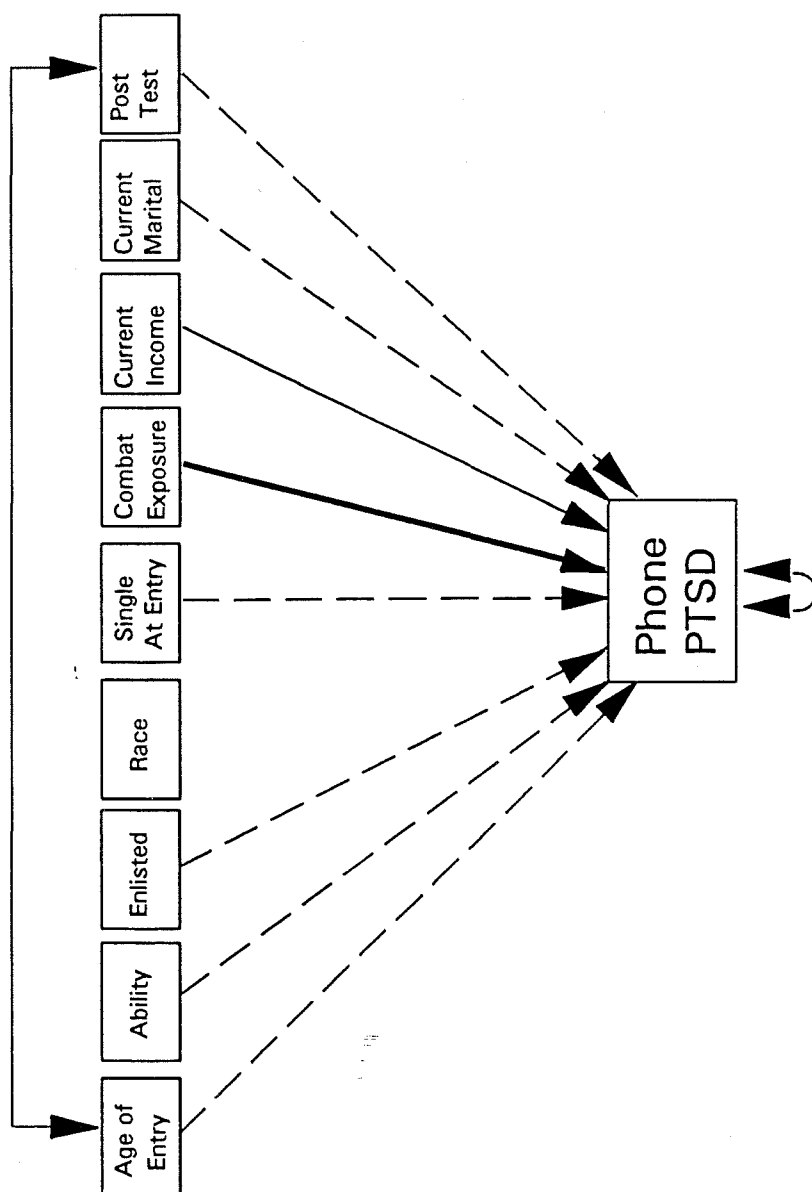 Age of
Entry
Ability
Enlisted
Race
Single
At Entry
Combat
Exposure
Current
Income
Current
Marital
Post
Test
Phone
PTSD